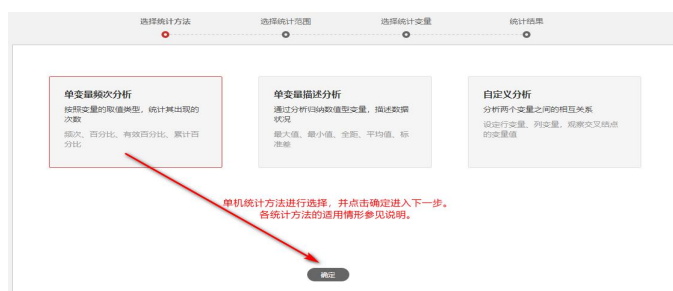 选择统计方法 选择统计范围 选择统计变量 统计结果
单变量频次分析
按照变量的取值类型，统计其出现的
次数
频次、百分比、有效百分比、累计百
分比
单变量描述分析
通过分析归纳数值型变量，描述数据
状况
最大值、最小值、全距、平均值、标
准差
自定义分析
分析两个变量之间的相互关系
设定行变量、列变量，观察交叉结点
的变量值
单机统计方法进行选择，并点击确定进入下一步。
各统计方法的适用情形参见说明。
确定